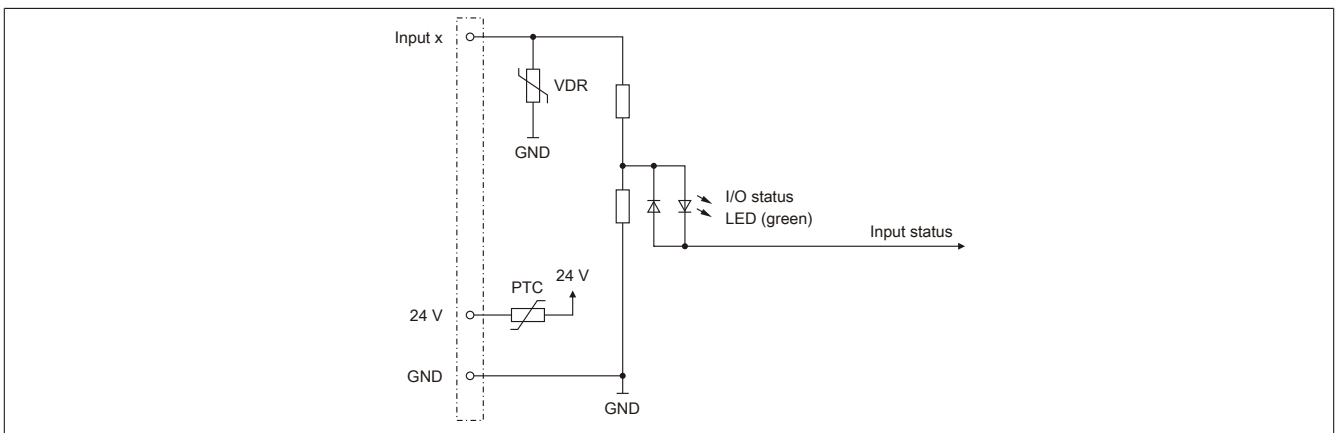 Input x
VDR
GND
I/O status
LED (green)
Input status
24 V
PTC
24 V
GND
GND